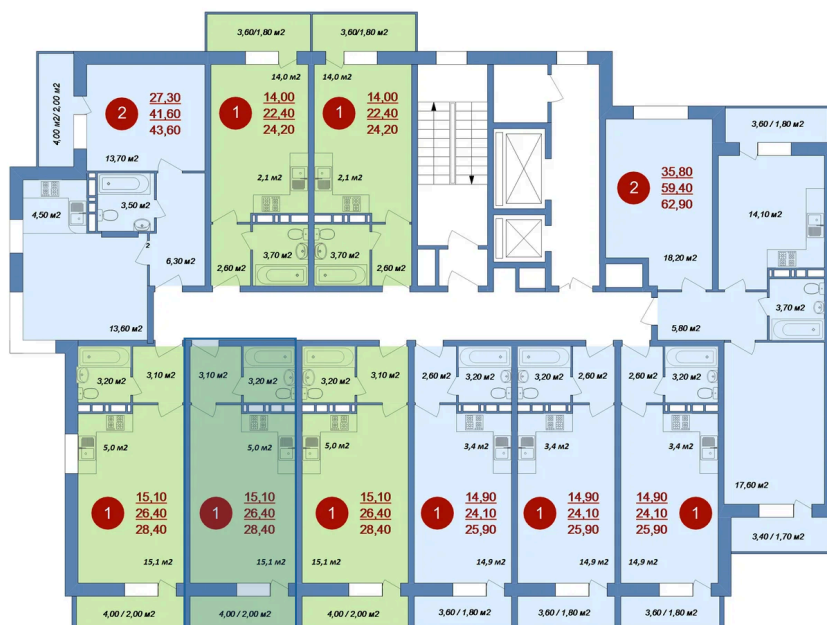 3,60/1,80 м2
3,60/1,80 м2
4,00 м2/ 2,00 м2
2
27,30
41,60
43,60
13,70 м2
14,0 м2
1
14,00
22,40
24,20
2,1 м2
14,0 м2
1
14,00
22,40
24,20
2,1 м2
3,60 / 1,80 м2
2
35,80
59,40
62,90
18,20 м2
14,10 м2
4,50 м2
3,50 м2
2
6,30 м2
13,60 м2
2,60 м2
3,70 м2
3,70 м2
2,60 м2
3,70 м2
5,80 м2
3,20 м2
3,10 м2
3,10 м2
3,20 м2
3,20 м2
3,10 м2
2,60 м2
3,20 м2
3,20 м2
2,60 м2
2,60 м2
3,20 м2
5,0 м2
5,0 м2
5,0 м2
3,4 м2
3,4 м2
3,4 м2
17,60 м2
1
15,10
26,40
28,40
15,1 м2
1
15,10
26,40
28,40
15,1 м2
1
15,10
26,40
28,40
15,1 м2
1
14,90
24,10
25,90
14,9 м2
1
14,90
24,10
25,90
14,9 м2
14,90
24,10
25,90
1
14,9 м2
3,40 / 1,70 м2
4,00 / 2,00 м2
4,00 / 2,00 м2
4,00 / 2,00 м2
3,60 / 1,80 м2
3,60 / 1,80 м2
3,60 / 1,80 м2